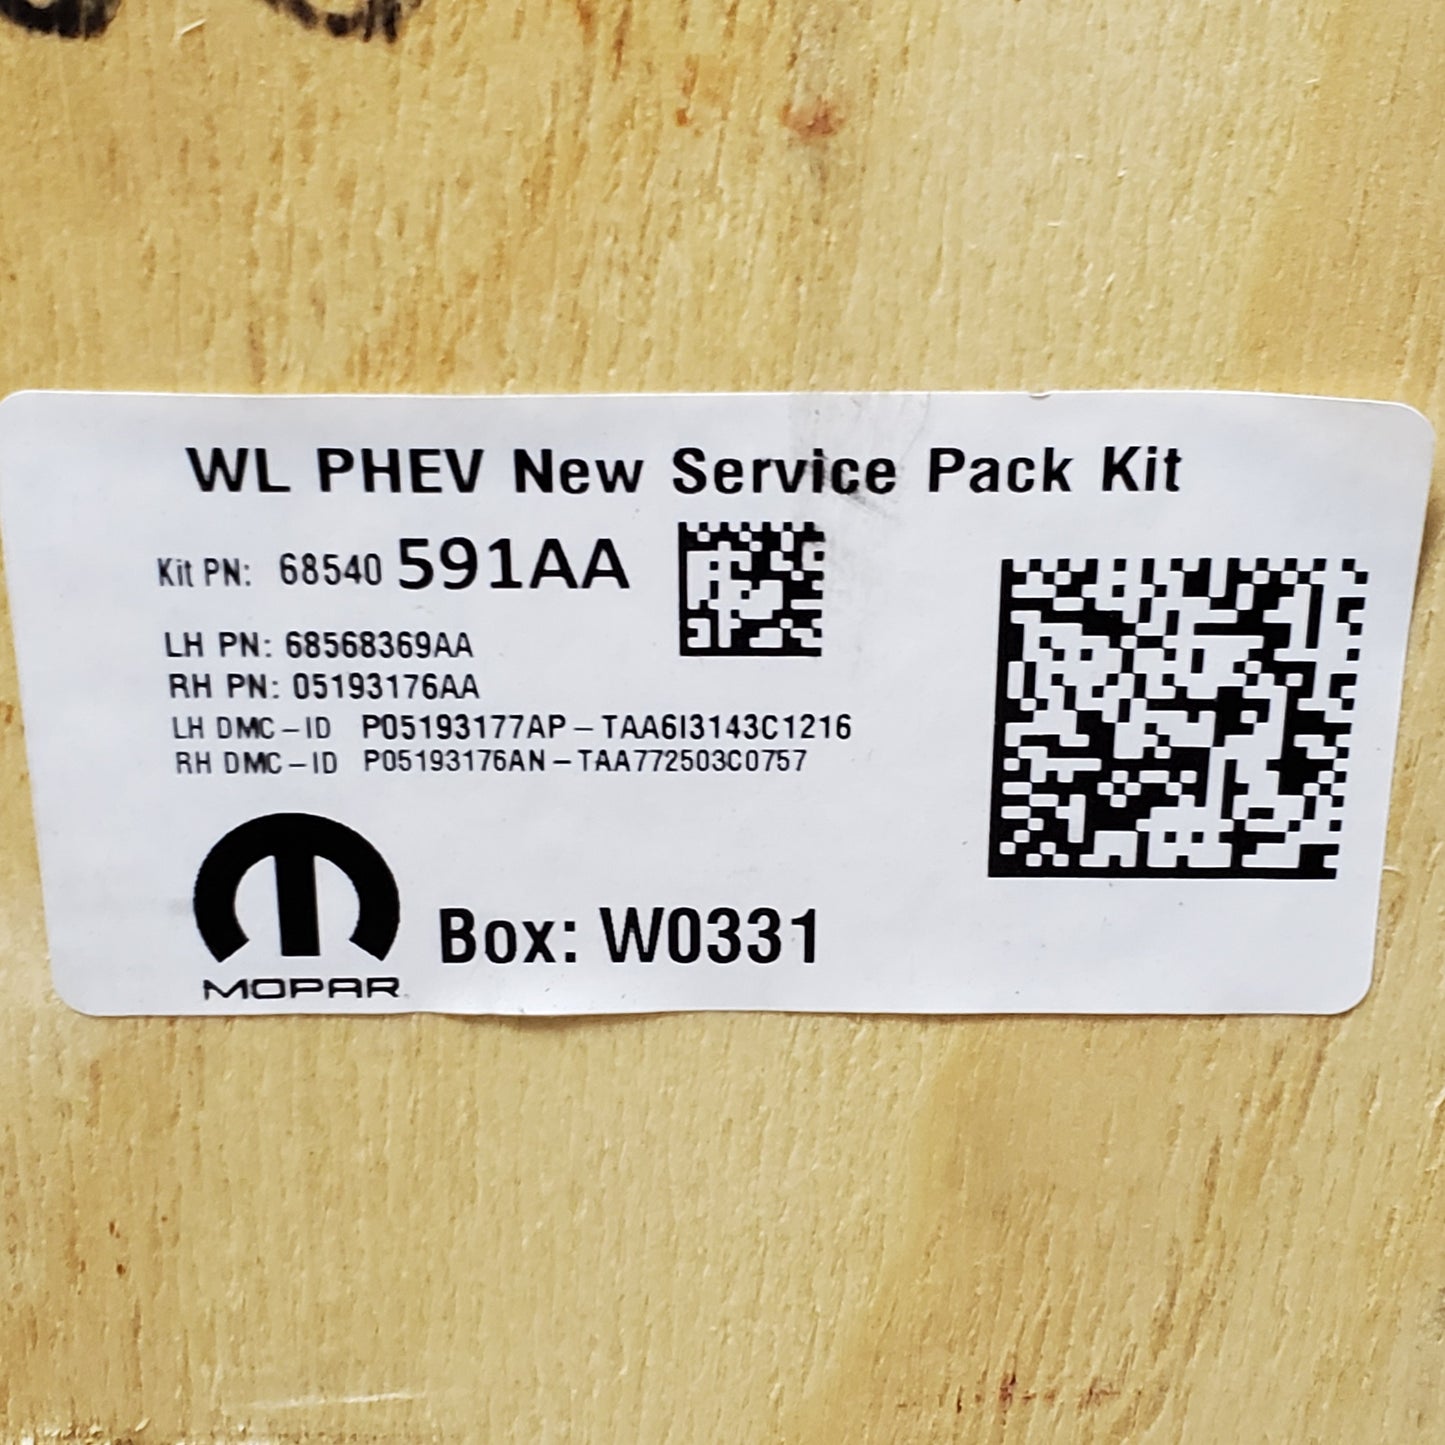 WL PHEV New Service Pack Kit
Kit PN: 68540 591AA
LH PN: 68568369AA
RH PN: 05193176AA
LH DMC-ID P05193177AP-TAA6I3143C1216
RH DMC-ID P05193176AN-TAA772503C0757
MOPAR
Box: W0331